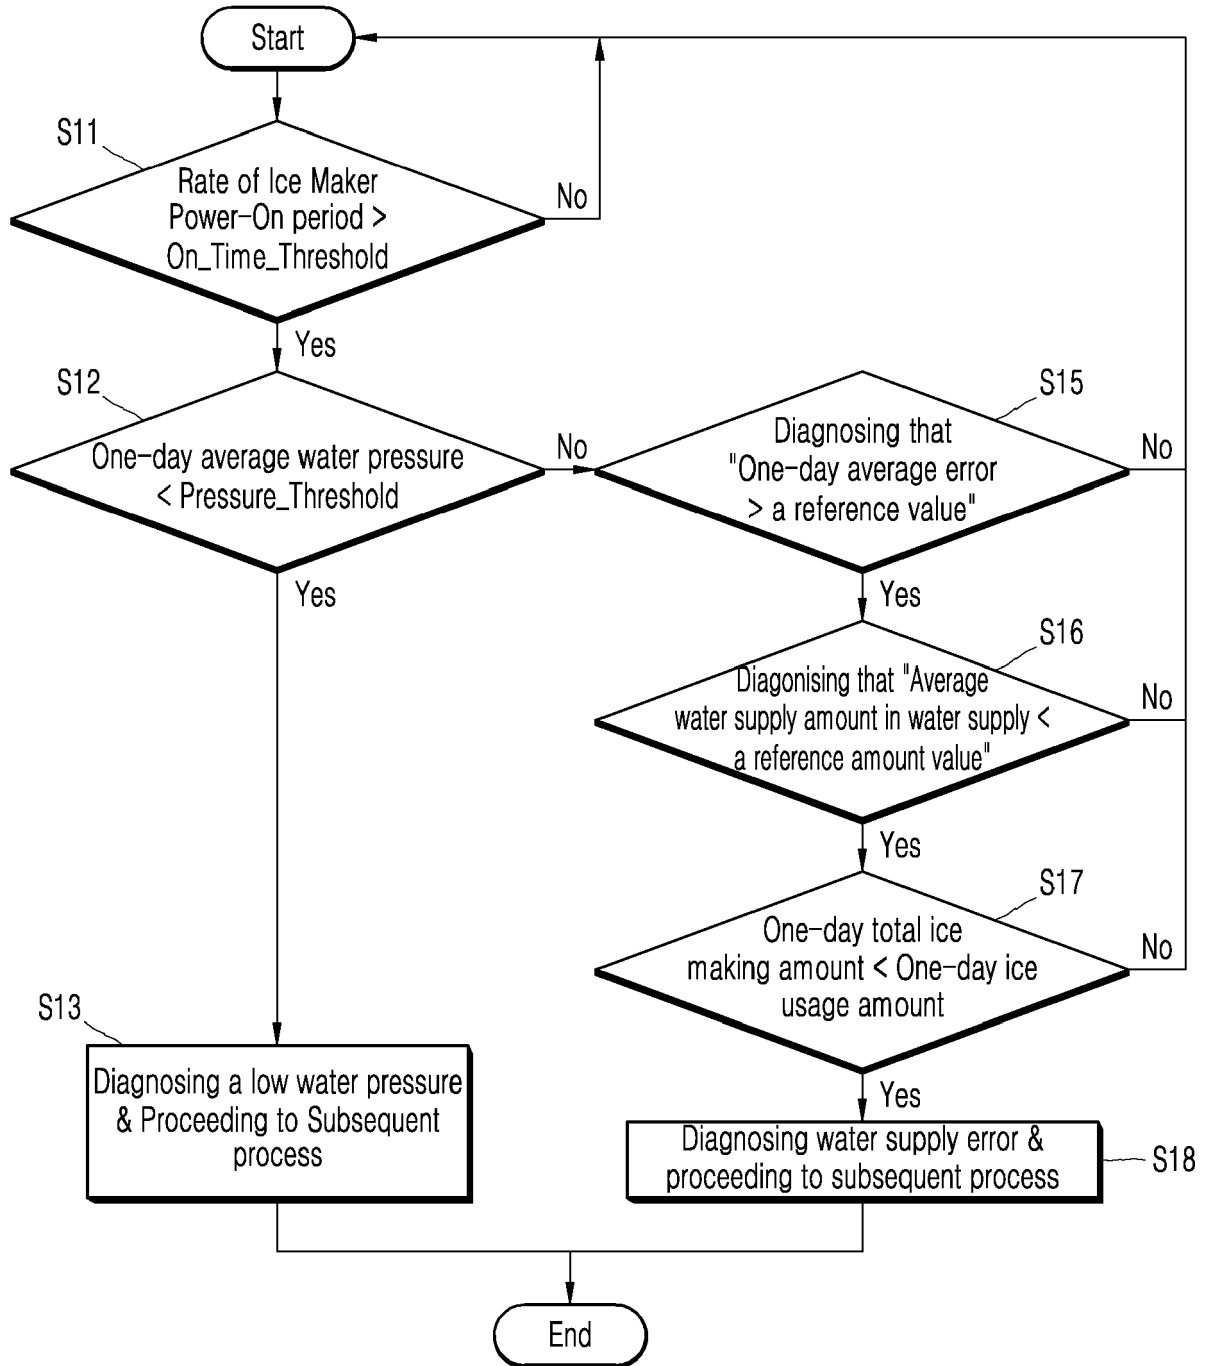 Start
S11
Rate of Ice Maker
Power-On period >
On_Time_Threshold
No
Yes
S12
One-day average water pressure
< Pressure_Threshold
No
Yes
S15
Diagnosing that
"One-day average error
> a reference value"
No
Yes
S16
Diagonising that "Average
water supply amount in water supply <
a reference amount value"
No
Yes
S17
One-day total ice
making amount < One-day ice
usage amount
No
Yes
S13
Diagnosing a low water pressure
& Proceeding to Subsequent
process
Diagnosing water supply error &
proceeding to subsequent process
S18
End